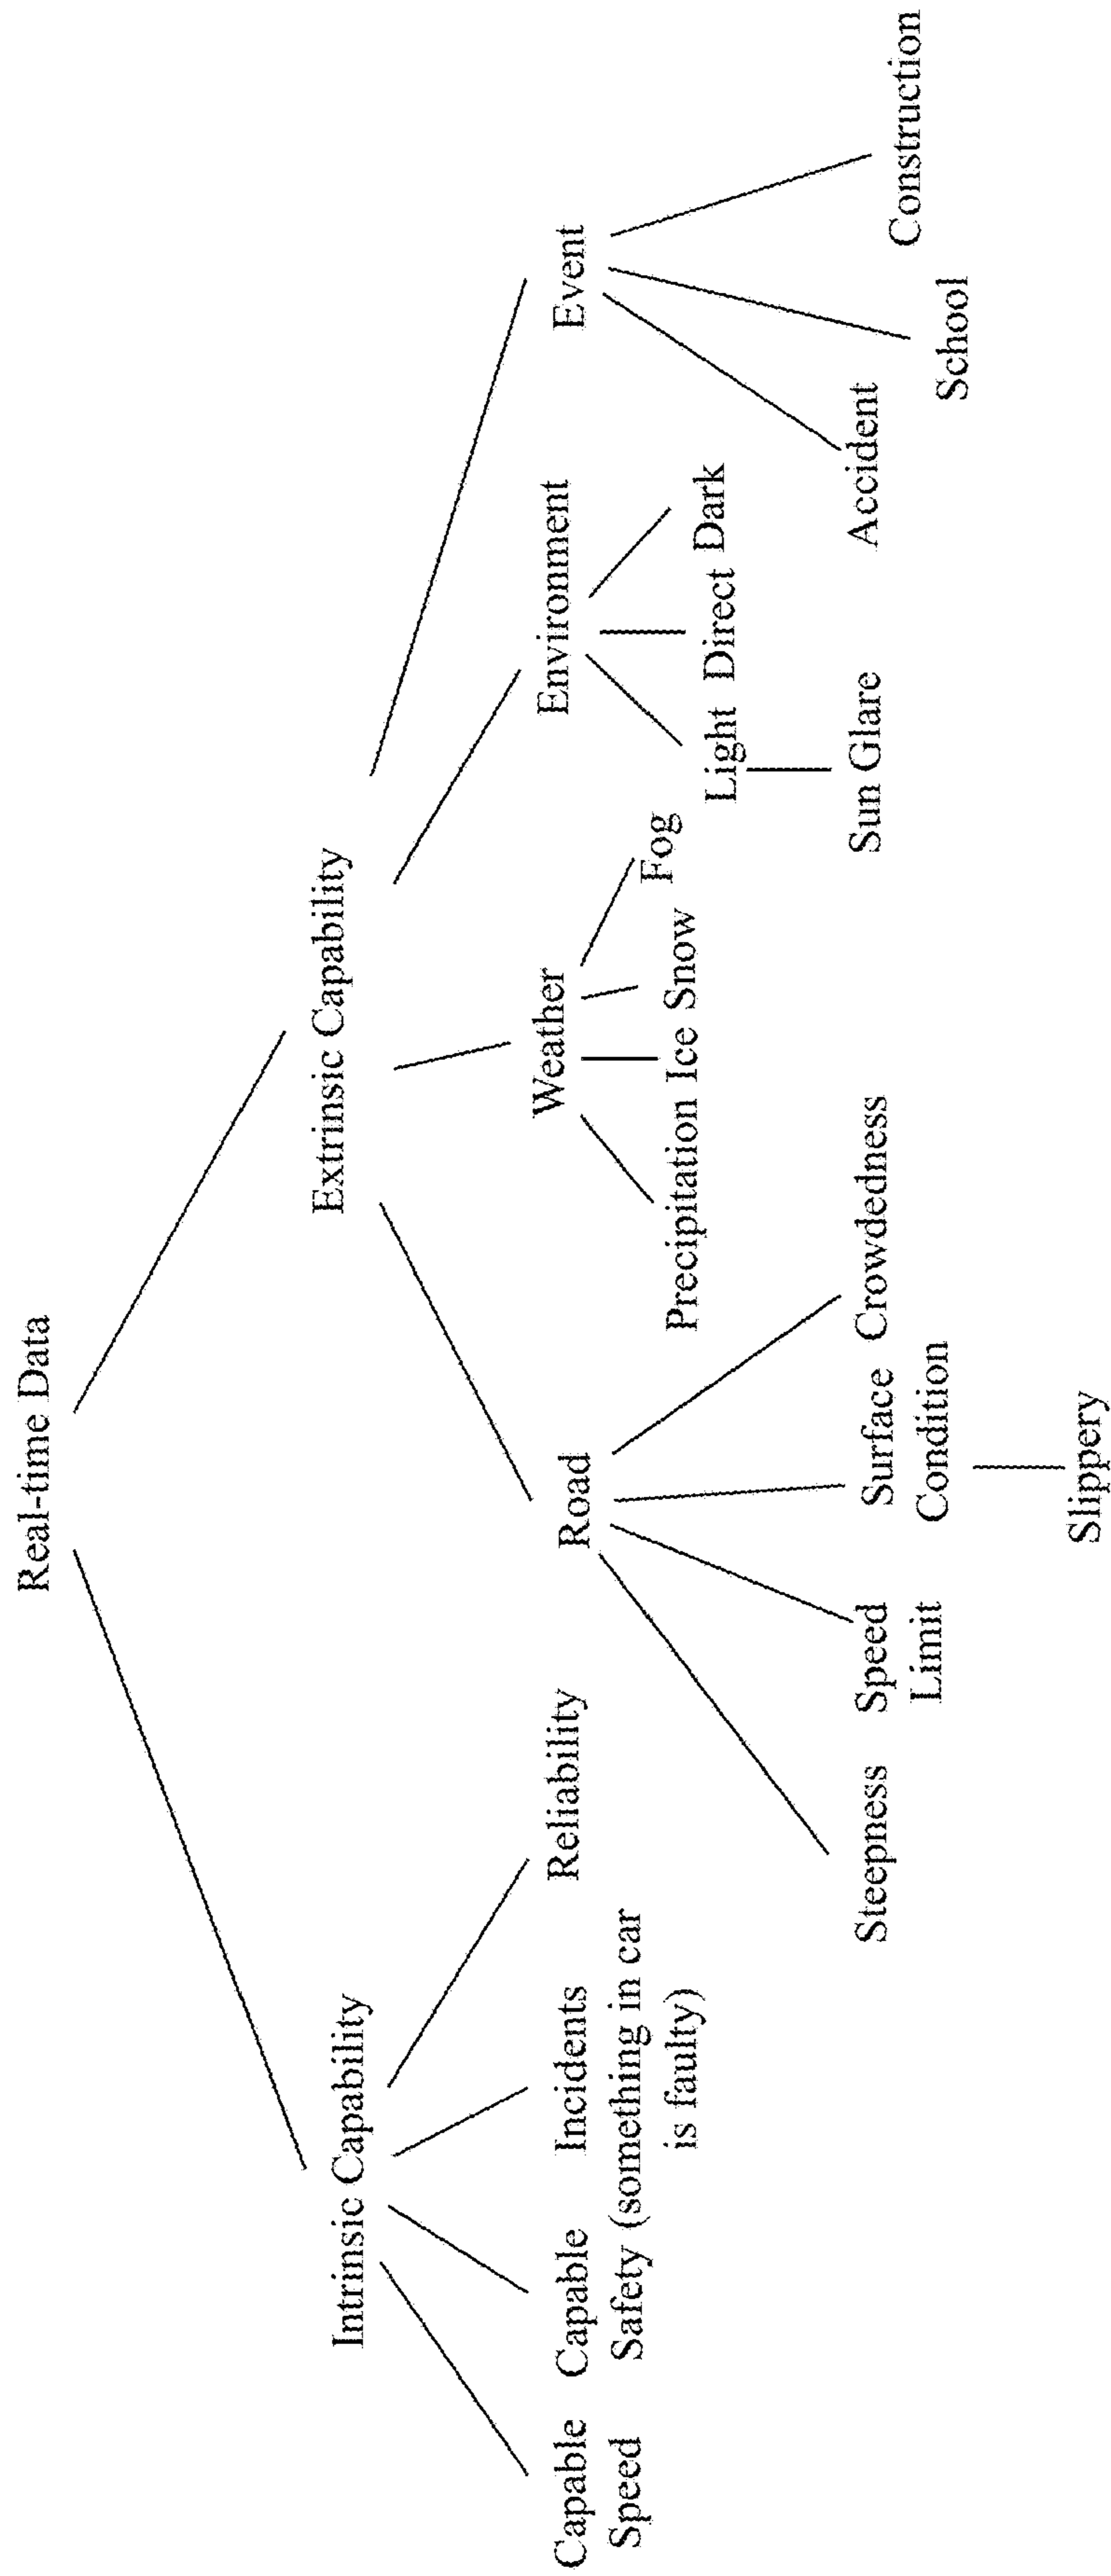 Real-time Data
Intrinsic Capability
Extrinsic Capability
Capable
Speed
Capable
Safety
Incidents
(something in car
is faulty)
Reliability
Road
Weather
Environment
Event
Steepness
Speed
Limit
Surface
Condition
Crowdedness
Slippery
Precipitation
Ice
Snow
Fog
Light
Direct
Dark
Sun Glare
Accident
School
Construction